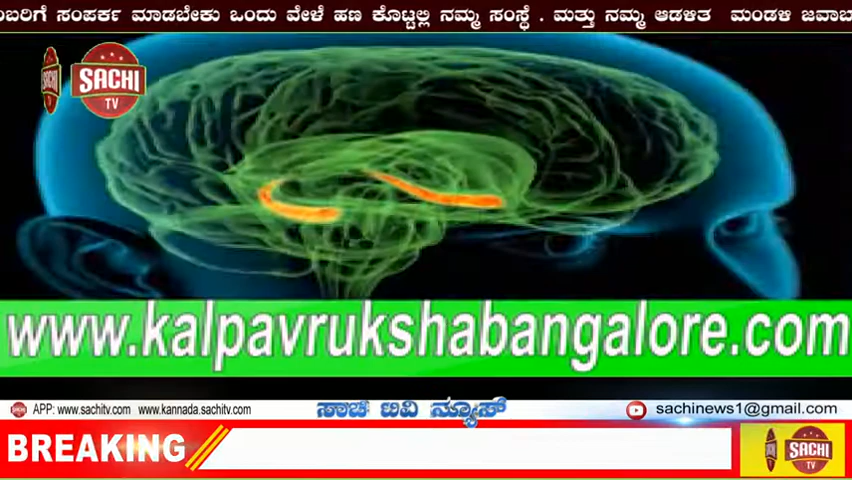 ಂಬರಿಗೆ ಸಂಪರ್ಕ ಮಾಡಬೇಕು ಒಂದು ವೇಳೆ ಹಣ ಕೊಟ್ಟಲ್ಲಿ ನಮ್ಮ ಸಂಸ್ಥೆ . ಮತ್ತು ನಮ್ಮ ಆಡಳಿತ ಮಂಡಳಿ ಜವಾಬ
SACHI
TV
www.kalpavrukshabangalore.com
SACHI APP: www.sachitv.com www.kannada.sachitv.com
ಸಾಚಿ ಟಿವಿ ನ್ಯೂಸ್
sachinews1@gmail.com
BREAKING
SACHI
TV